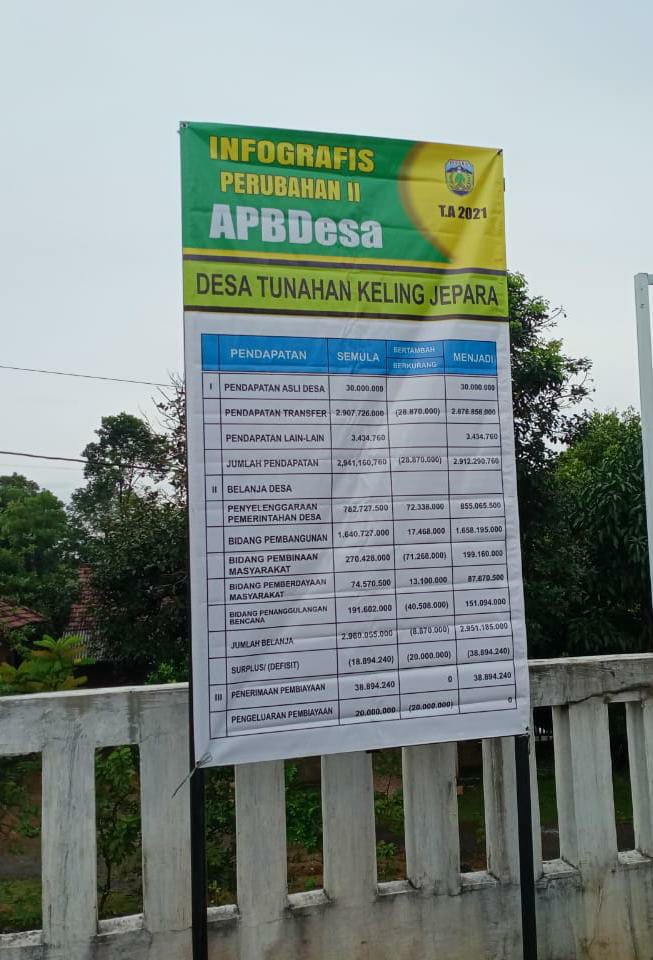 INFOGRAFIS
PERUBAHAN II
APBDesa
T.A 2021
DESA TUNAHAN KELING JEPARA
PENDAPATAN SEMULA BERTAMBAH BERKURANG MENJADI
I PENDAPATAN ASLI DESA 30.000.000 30.000.000
PENDAPATAN TRANSFER 2.907.726.000 (28.870.000) 2.878.856.000
PENDAPATAN LAIN-LAIN 3.434.760 3.434.760
JUMLAH PENDAPATAN 2,941,160,760 (28.870.000) 2.912.290.760
II BELANJA DESA
PENYELENGGARAAN
PEMERINTAHAN DESA 782.727.500 72.338.000 855.065.500
BIDANG PEMBANGUNAN 1.640.727.000 17.468.000 1.658.195.000
BIDANG PEMBINAAN
MASYARAKAT 270.428.000 (71.268.000) 199.160.000
BIDANG PEMBERDAYAAN
MASYARAKAT 74.570.500 13.100.000 87.670.500
BIDANG PENANGGULANGAN
BENCANA 191.602.000 (40.508.000) 151.094.000
JUMLAH BELANJA 2.960.055.000 (8.870.000) 2.951.185.000
SURPLUS/ (DEFISIT) (18.894.240) (20.000.000) (38.894.240)
III PENERIMAAN PEMBIAYAAN 38.894.240 0 38.894.240
PENGELUARAN PEMBIAYAAN 20.000.000 (20.000.000) 0